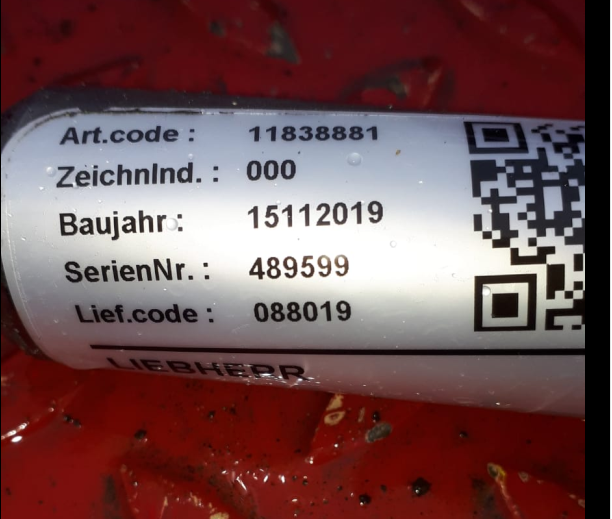 Art.code : 11838881
ZeichnInd. : 000
Baujahr : 15112019
SerienNr. : 489599
Lief.code : 088019
LIEBHERR